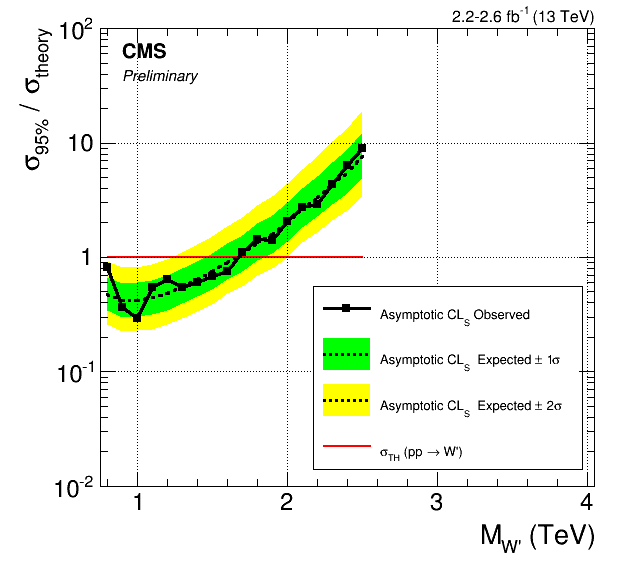 2.2-2.6 fb⁻¹ (13 TeV)
CMS
Preliminary
σ95% / σtheory
10²
10
1
10⁻¹
10⁻²
Asymptotic CLS Observed
Asymptotic CLS Expected ± 1σ
Asymptotic CLS Expected ± 2σ
σTH (pp → W')
1 2 3 4
MW' (TeV)